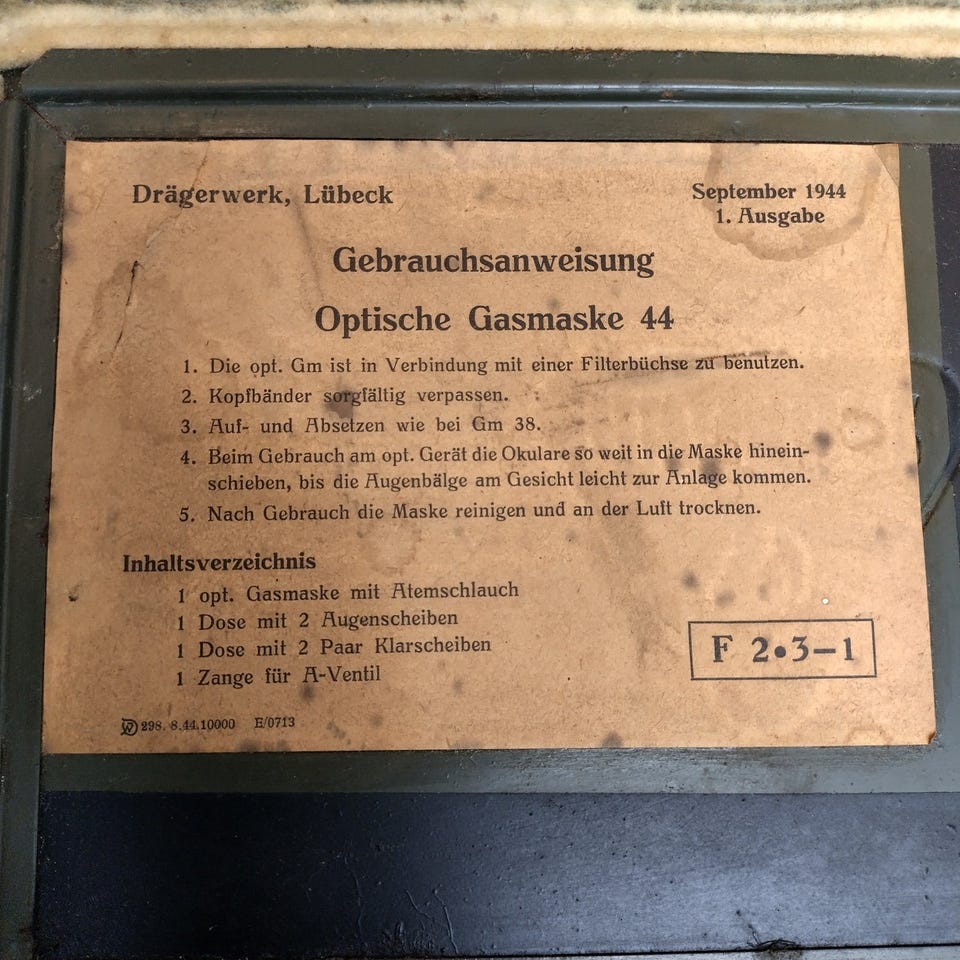 Drägerwerk, Lübeck
September 1944
1. Ausgabe
Gebrauchsanweisung
Optische Gasmaske 44
1. Die opt. Gm ist in Verbindung mit einer Filterbüchse zu benutzen.
2. Kopfbänder sorgfältig verpassen.
3. Auf- und Absetzen wie bei Gm 38.
4. Beim Gebrauch am opt. Gerät die Okulare so weit in die Maske hinein-
schieben, bis die Augenbälge am Gesicht leicht zur Anlage kommen.
5. Nach Gebrauch die Maske reinigen und an der Luft trocknen.
Inhaltsverzeichnis
1 opt. Gasmaske mit Atemschlauch
1 Dose mit 2 Augenscheiben
1 Dose mit 2 Paar Klarscheiben
1 Zange für A-Ventil
F 2•3—1
298. 8.44.10000 E/0713